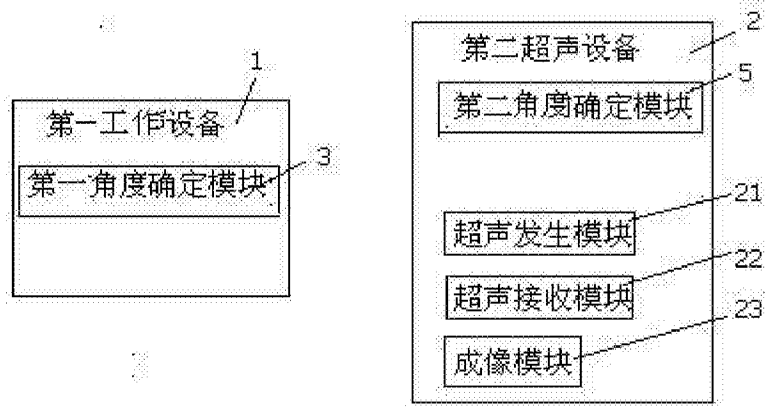 第一工作设备
1
第一角度确定模块
3
第二超声设备
2
第二角度确定模块
5
超声发生模块
21
超声接收模块
22
成像模块
23